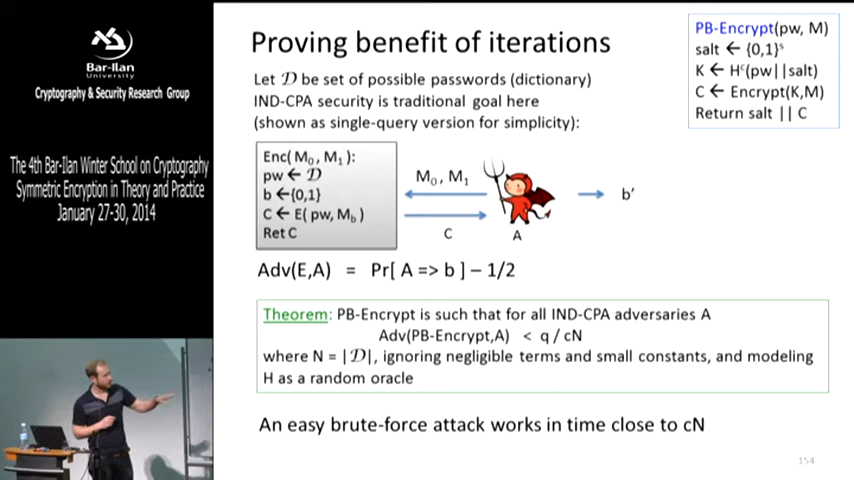 Bar-Ilan
University
Cryptography & Security Research Group
The 4th Bar-Ilan Winter School on Cryptography
Symmetric Encryption in Theory and Practice
January 27-30, 2014
Proving benefit of iterations
Let 𝒟 be set of possible passwords (dictionary)
IND-CPA security is traditional goal here
(shown as single-query version for simplicity):
PB-Encrypt(pw, M)
salt ← {0,1}ˢ
K ← Hᶜ(pw||salt)
C ← Encrypt(K,M)
Return salt || C
Enc( M₀ , M₁ ):
pw ← 𝒟
b ←{0,1}
C ← E( pw, M_b )
Ret C
M₀ , M₁
C
A
b’
Adv(E,A) = Pr[ A => b ] – 1/2
Theorem: PB-Encrypt is such that for all IND-CPA adversaries A
Adv(PB-Encrypt,A) < q / cN
where N = |𝒟|, ignoring negligible terms and small constants, and modeling
H as a random oracle
An easy brute-force attack works in time close to cN
154